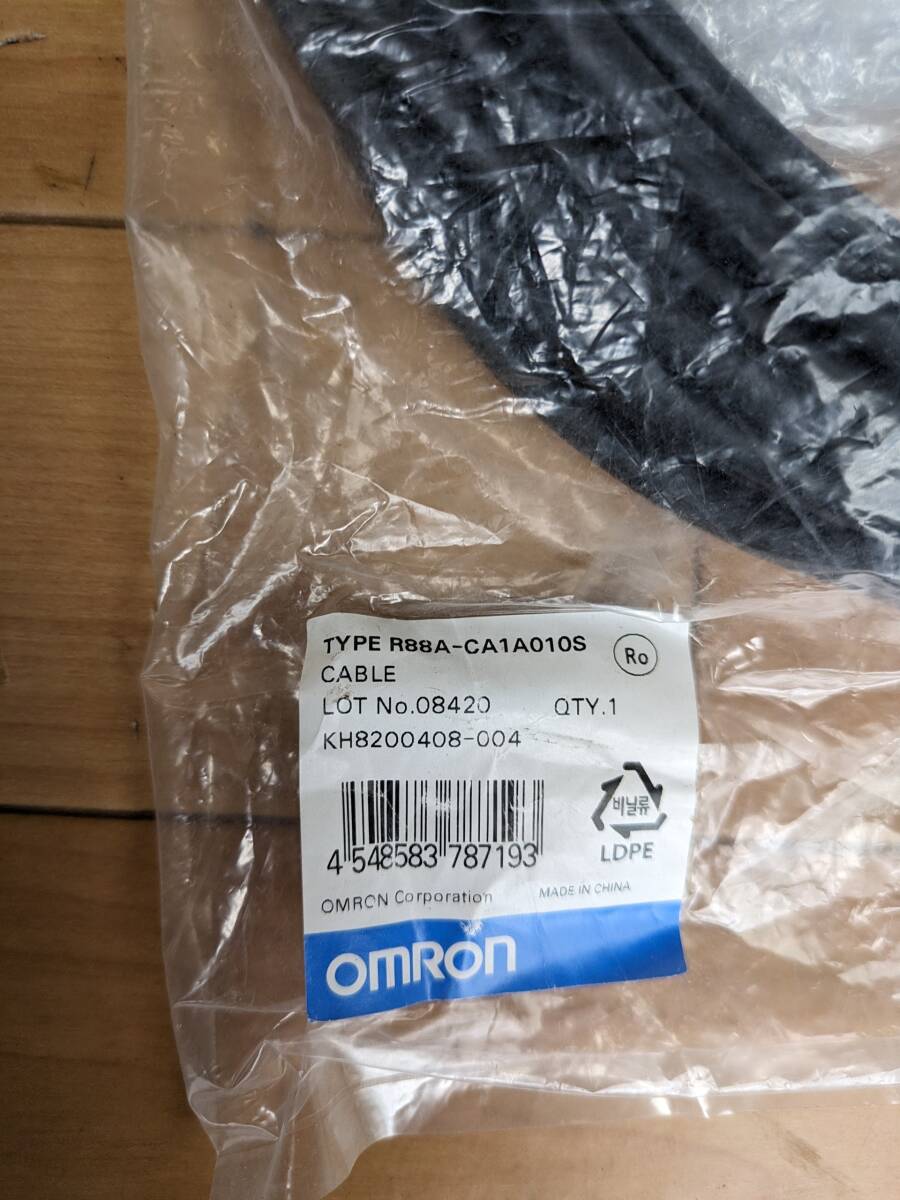 TYPE R88A-CA1A010S
Ro
CABLE
LOT No.08420 QTY.1
KH8200408-004
비닐류
LDPE
4 548583 787193
OMRON Corporation MADE IN CHINA
OMRON